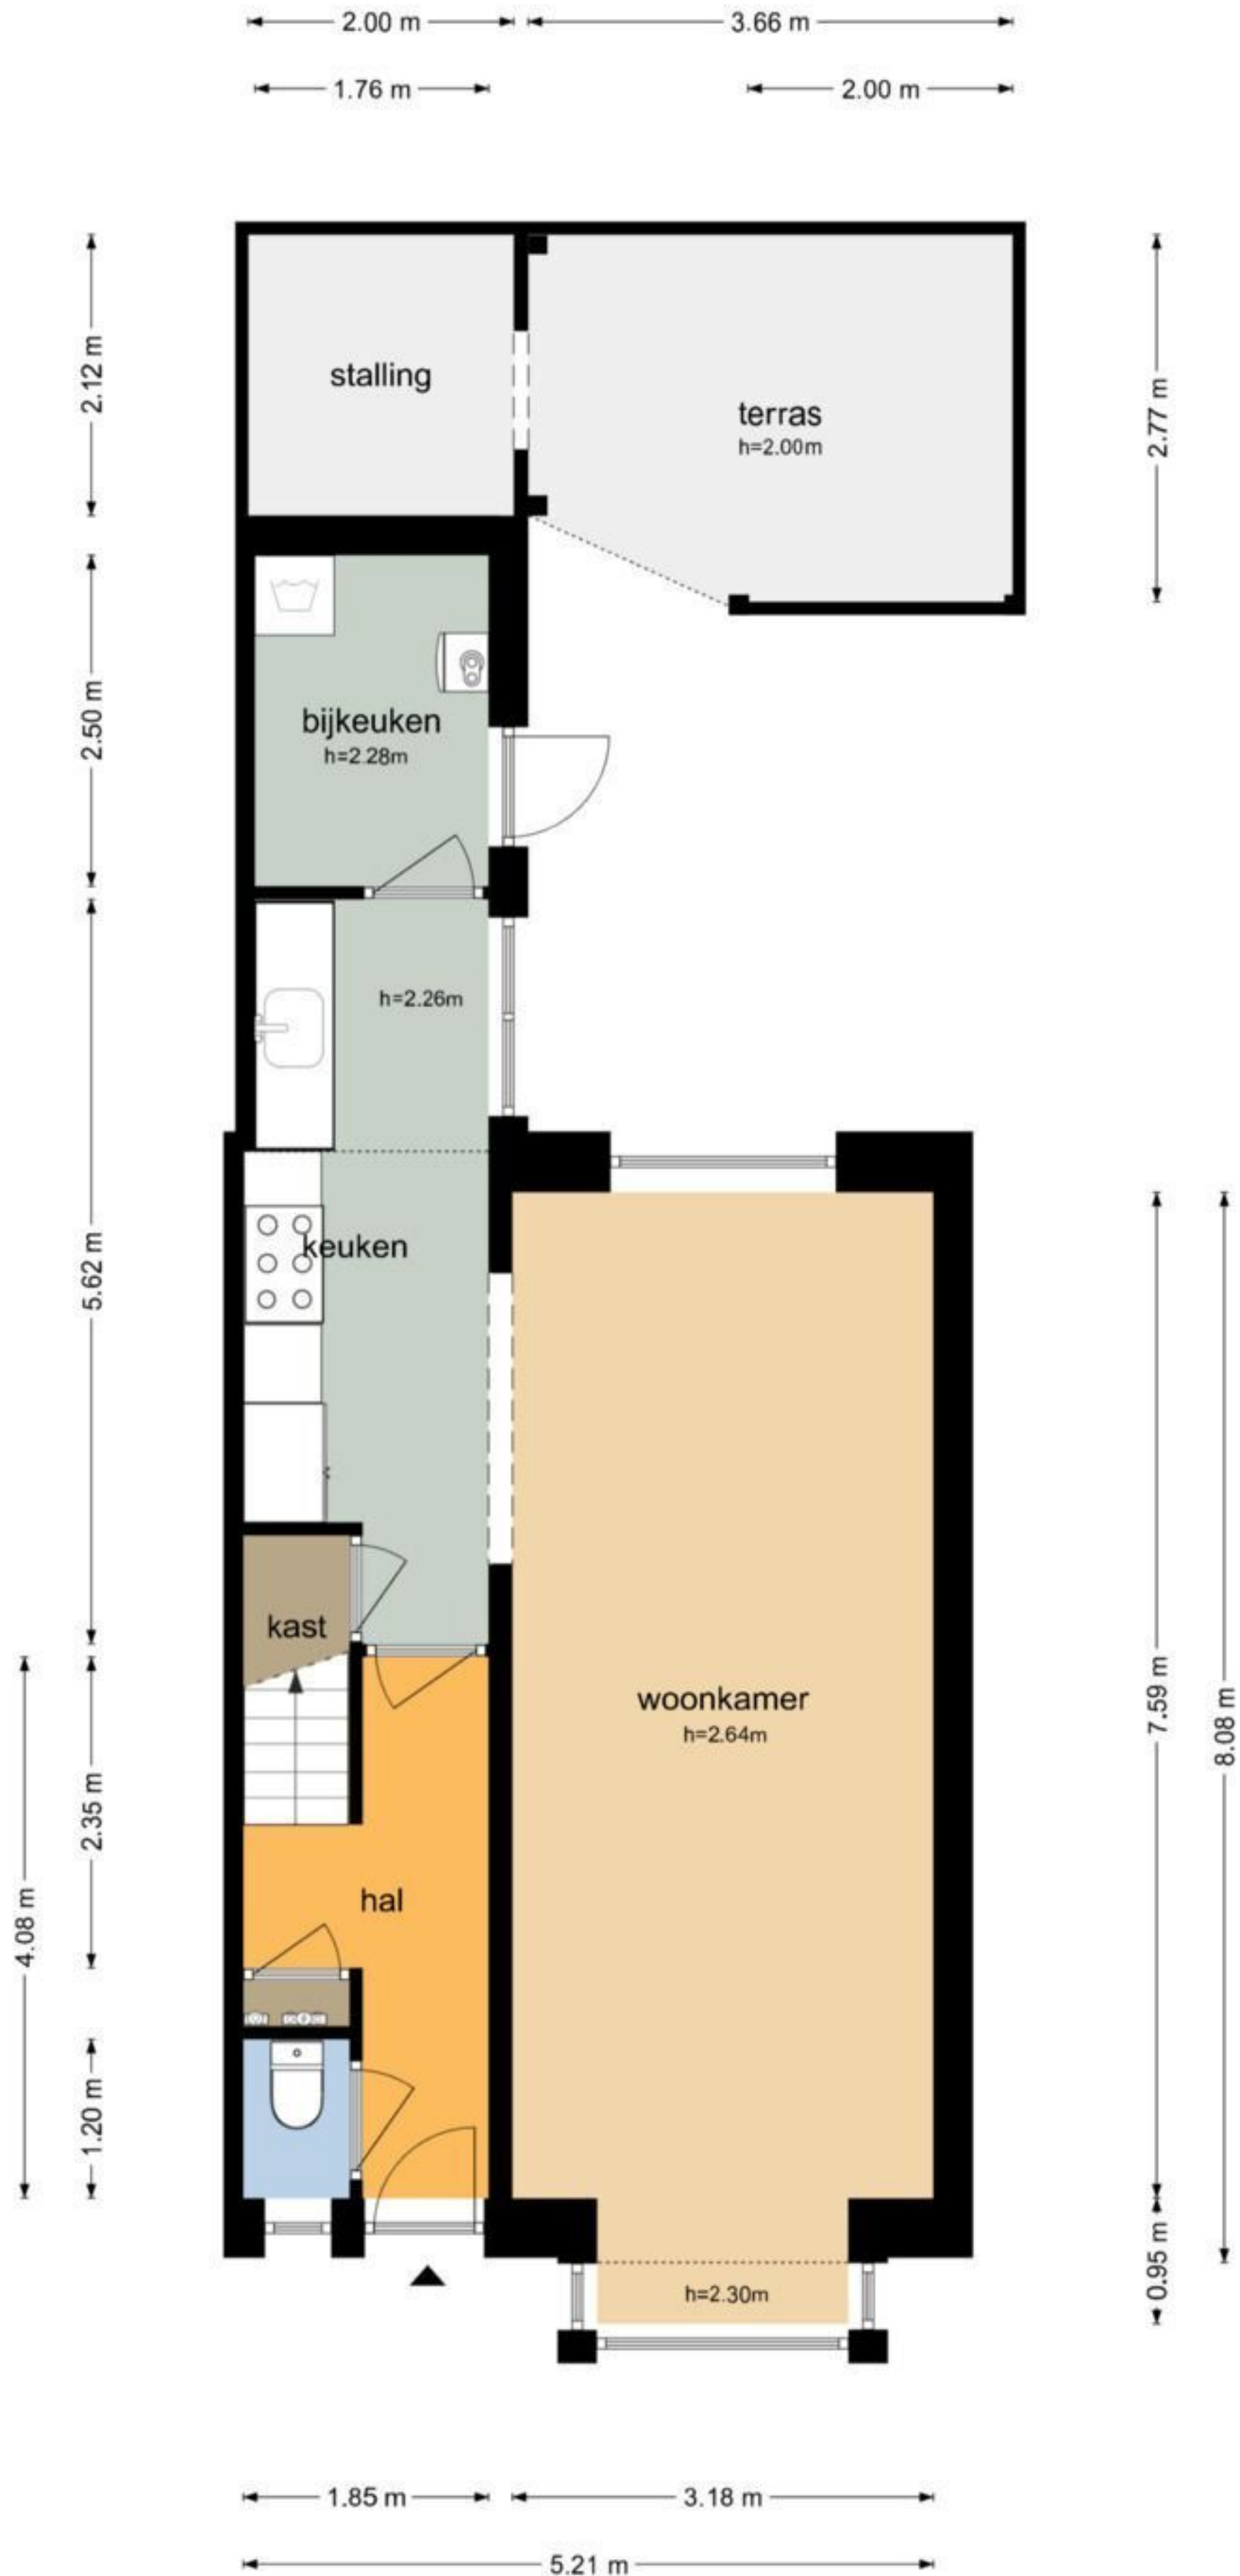 2.00 m
3.66 m
1.76 m
2.00 m
2.12 m
2.77 m
stalling
terras
h=2.00m
2.50 m
bijkeuken
h=2.28m
h=2.26m
5.62 m
keuken
kast
woonkamer
h=2.64m
7.59 m
8.08 m
2.35 m
hal
4.08 m
1.20 m
0.95 m
h=2.30m
1.85 m
3.18 m
5.21 m